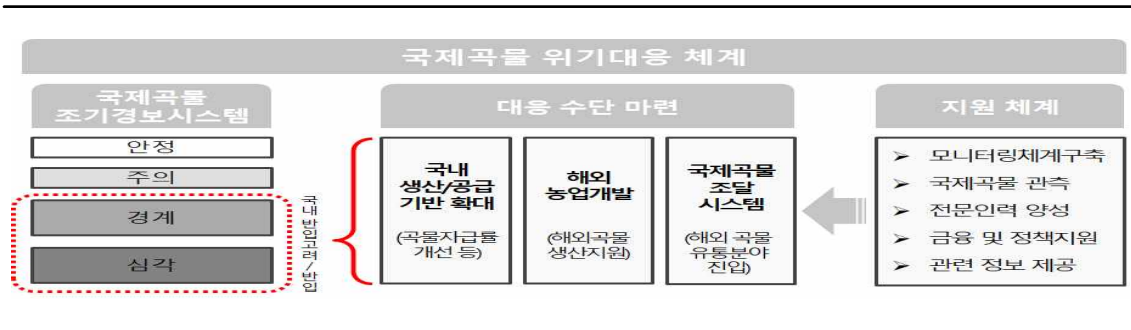 국제곡물 위기대응 체계
국제곡물
조기경보시스템
안정
주의
경계
심각
국내 반입고려/반입
대응 수단 마련
국내
생산/공급
기반 확대
(곡물자급률
개선 등)
해외
농업개발
(해외곡물
생산지원)
국제곡물
조달
시스템
(해외 곡물
유통분야
진입)
지원 체계
➢ 모니터링체계구축
➢ 국제곡물 관측
➢ 전문인력 양성
➢ 금융 및 정책지원
➢ 관련 정보 제공